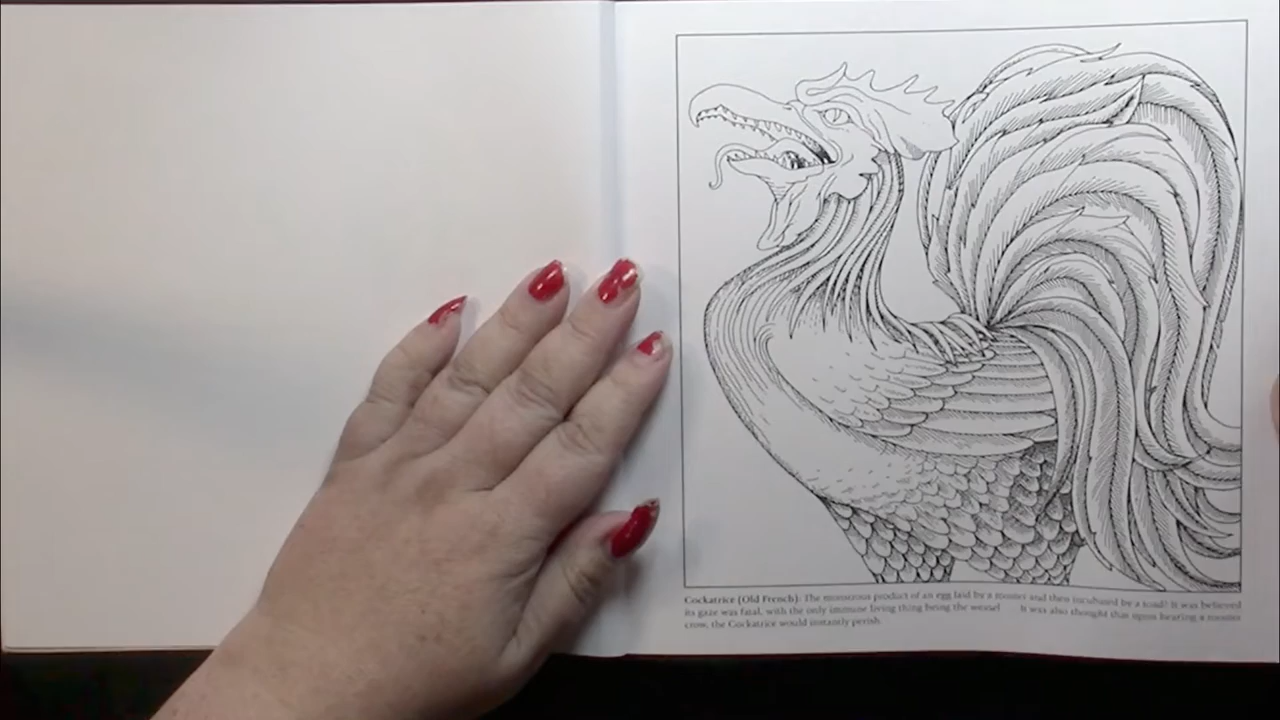 Cockatrice (Old French): The monstrous product of an egg laid by a rooster and then incubated by a toad! It was believed
its gaze was fatal, with the only immune living thing being the weasel It was also thought that upon hearing a rooster
crow, the Cockatrice would instantly perish.